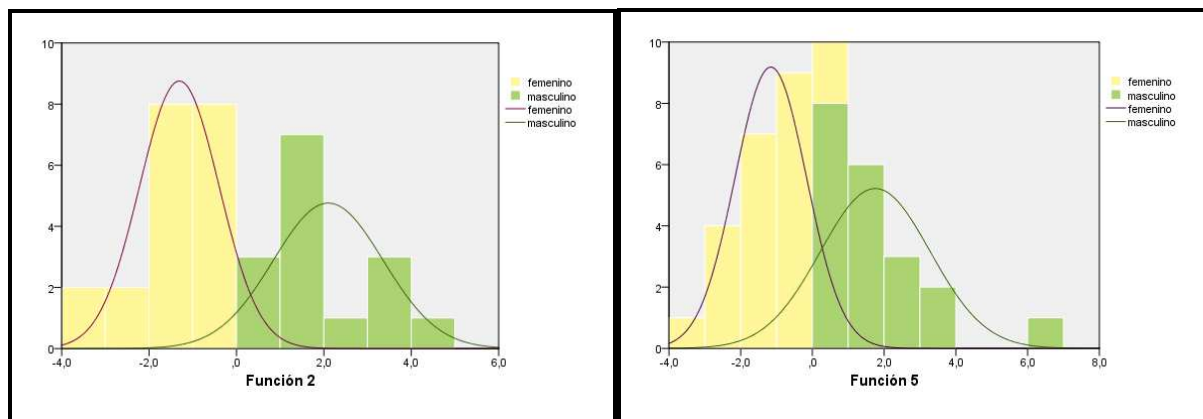 10
8
6
4
2
0
-4,0 -2,0 ,0 2,0 4,0 6,0
Función 2
femenino
masculino
femenino
masculino
10
8
6
4
2
0
-4,0 -2,0 ,0 2,0 4,0 6,0 8,0
Función 5
femenino
masculino
femenino
masculino